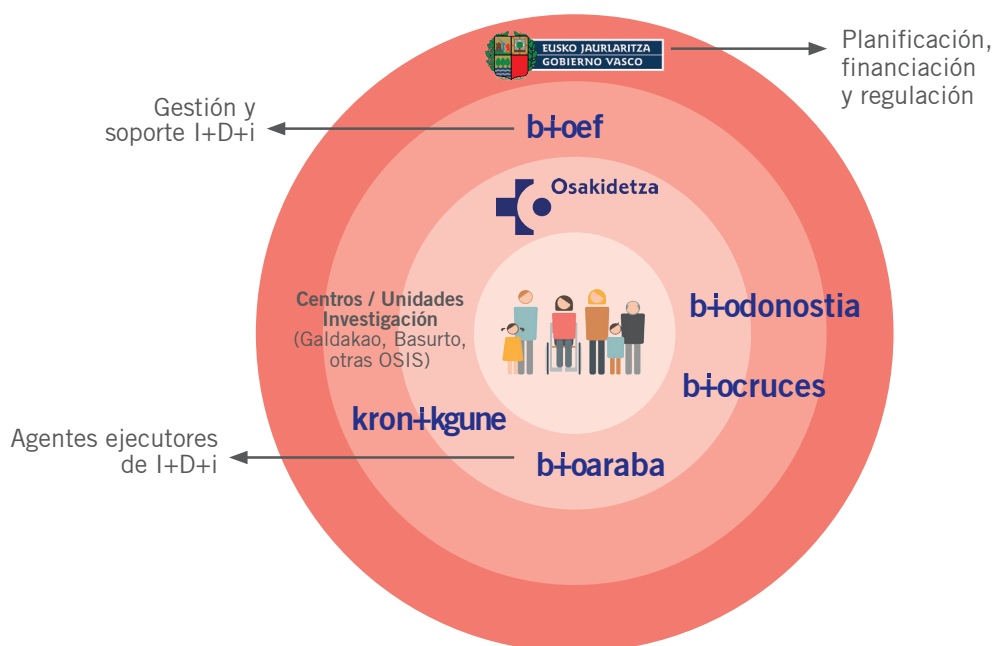 EUSKO JAURLARITZA
GOBIERNO VASCO
Planificación,
financiación
y regulación
Gestión y
soporte I+D+i
b+oef
Osakidetza
Centros / Unidades
Investigación
(Galdakao, Basurto,
otras OSIS)
b+odonostia
b+ocruces
kron+kgune
Agentes ejecutores
de I+D+i
b+oaraba